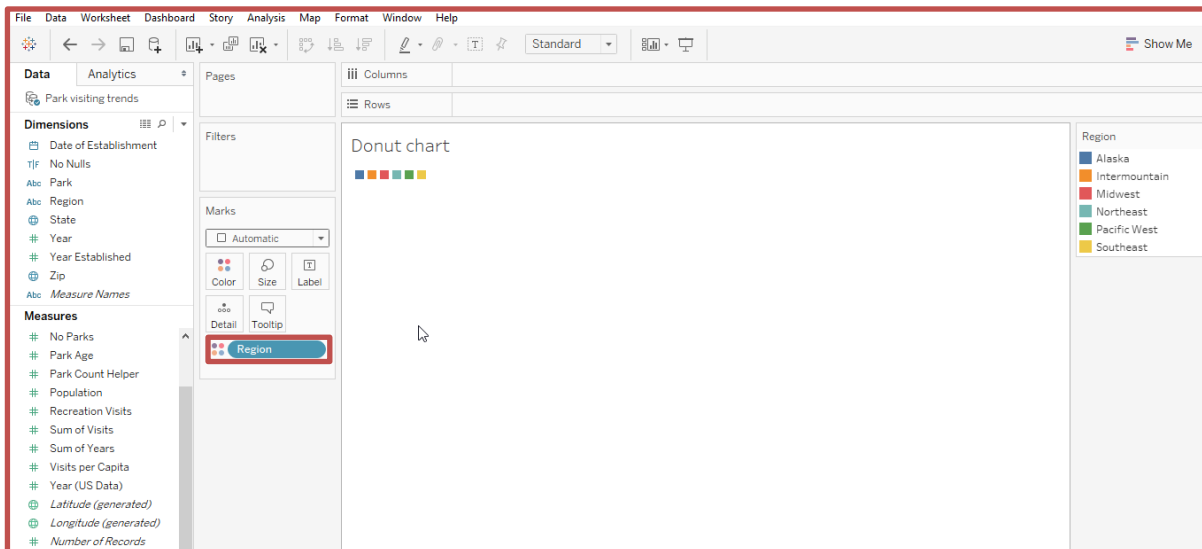 File Data Worksheet Dashboard Story Analysis Map Format Window Help
Standard
Show Me
Data Analytics
Park visiting trends
Dimensions
Date of Establishment
T|F No Nulls
Abc Park
Abc Region
State
# Year
# Year Established
Zip
Abc Measure Names
Measures
# No Parks
# Park Age
# Park Count Helper
# Population
# Recreation Visits
# Sum of Visits
# Sum of Years
# Visits per Capita
# Year (US Data)
Latitude (generated)
Longitude (generated)
# Number of Records
Pages
Filters
Marks
Automatic
Color Size Label
Detail Tooltip
Region
Columns
Rows
Donut chart
Region
Alaska
Intermountain
Midwest
Northeast
Pacific West
Southeast